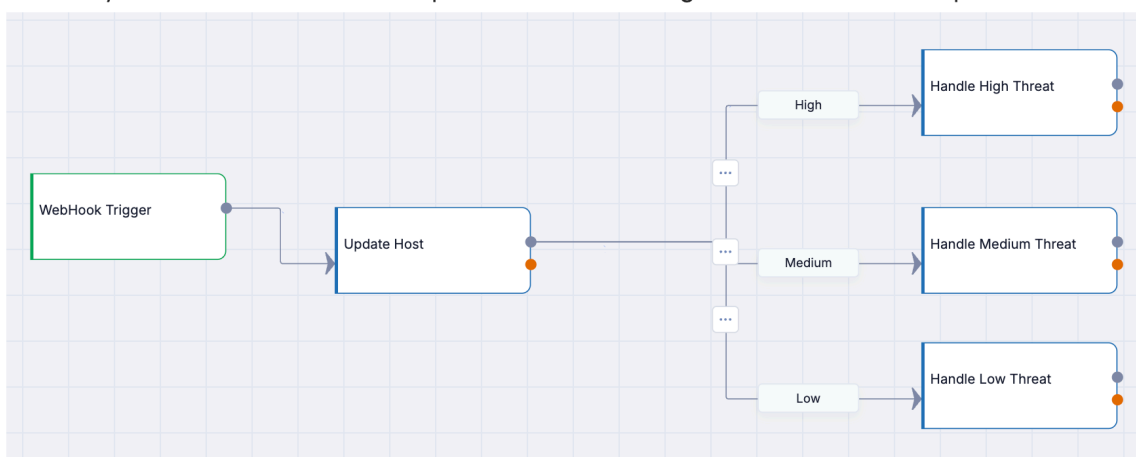 High
Handle High Threat
WebHook Trigger
Update Host
Medium
Handle Medium Threat
Low
Handle Low Threat